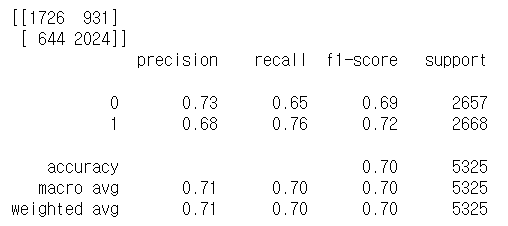 [[1726 931]
[ 644 2024]]
precision recall f1-score support
0 0.73 0.65 0.69 2657
1 0.68 0.76 0.72 2668
accuracy 0.70 5325
macro avg 0.71 0.70 0.70 5325
weighted avg 0.71 0.70 0.70 5325